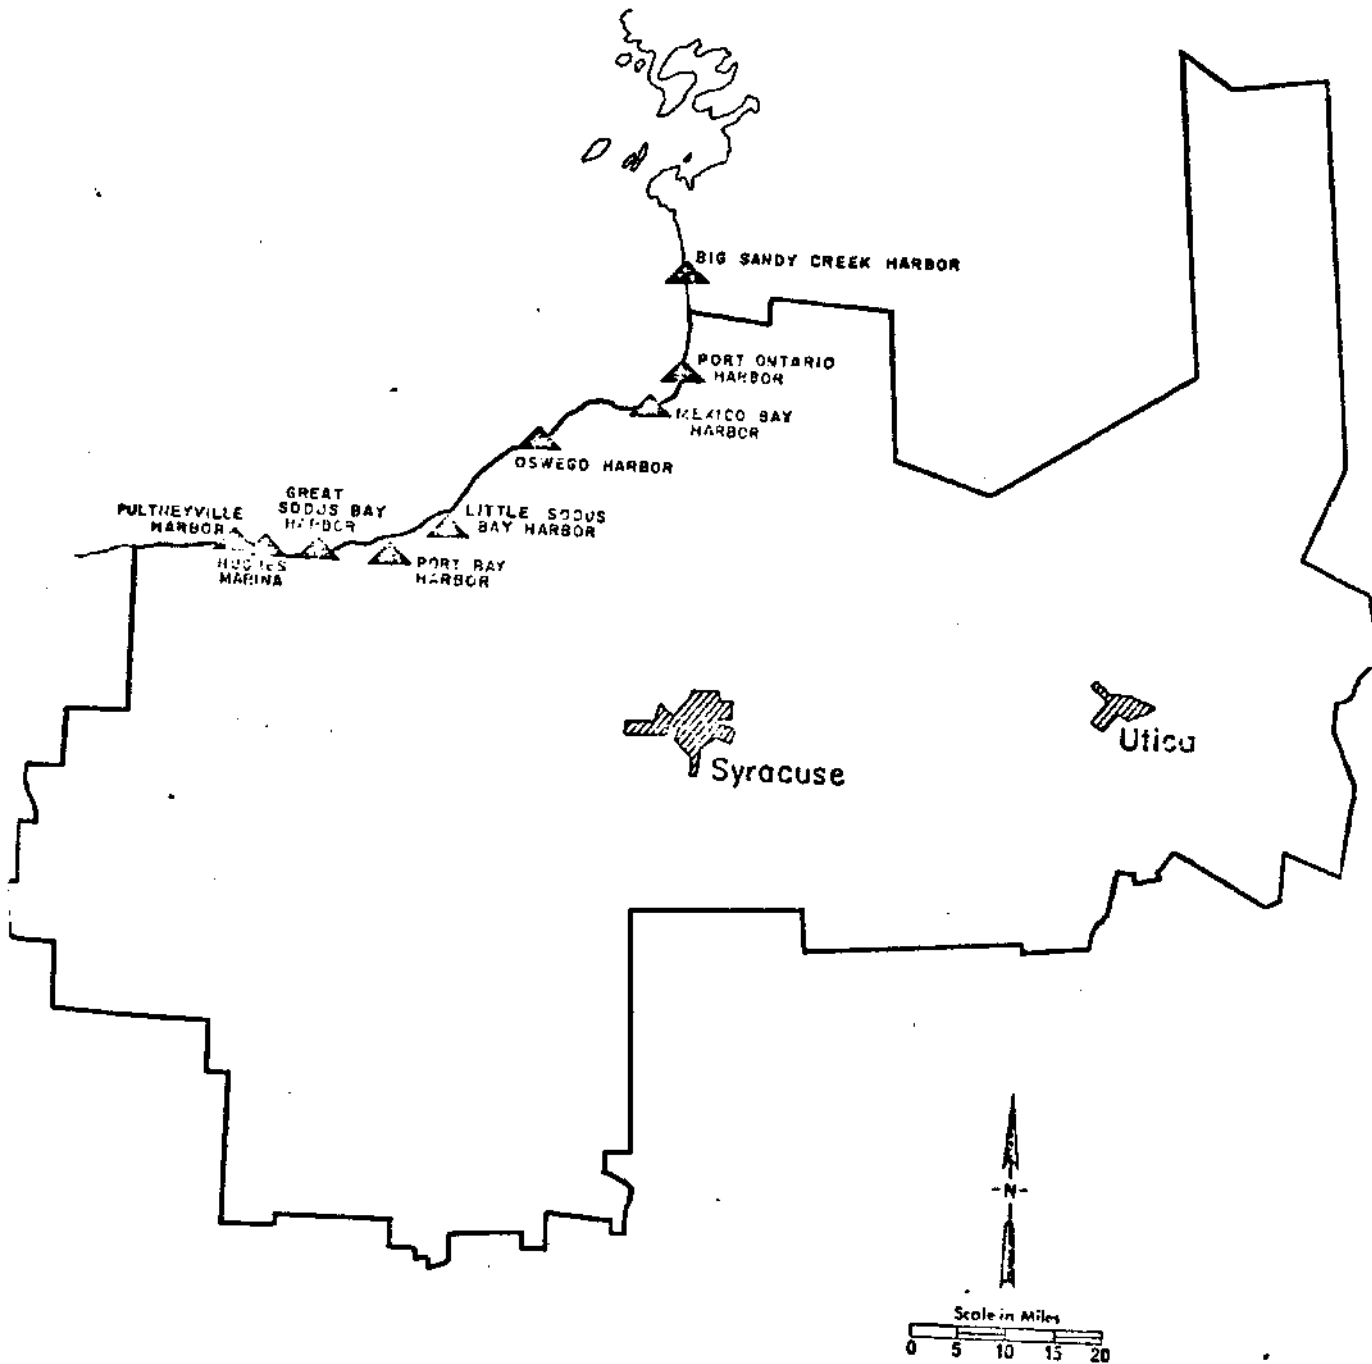 BIG SANDY CREEK HARBOR
PORT ONTARIO
HARBOR
MEXICO BAY
HARBOR
OSWEGO HARBOR
GREAT
SODUS BAY
HARBOR
PULTNEYVILLE
HARBOR
LITTLE SODUS
BAY HARBOR
HUGHES
MARINA
PORT BAY
HARBOR
Utica
Syracuse
-N-
Scale in Miles
0 5 10 15 20